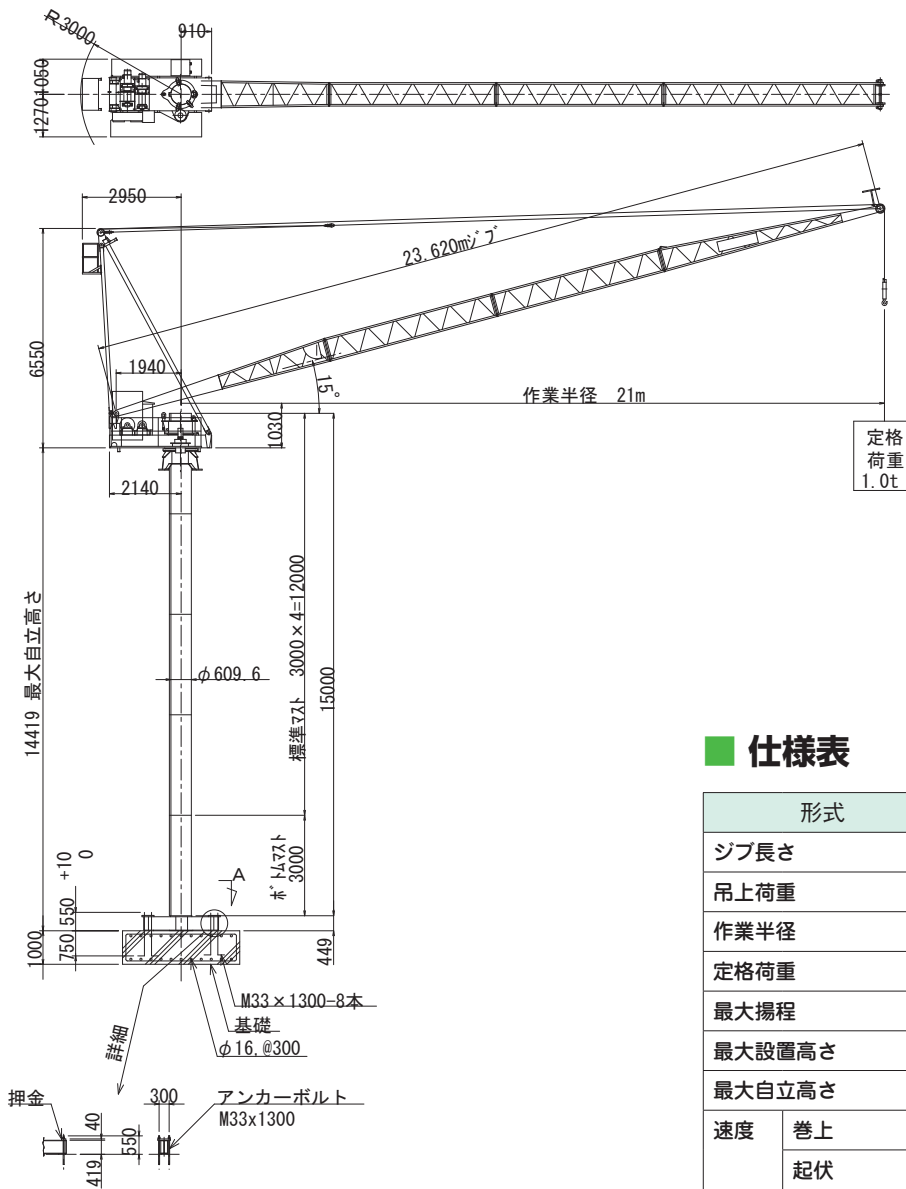 R3000
910
1050
1270
2950
23.620mジブ
6550
1940
15°
作業半径 21m
1030
定格
荷重
1.0t
2140
14419 最大自立高さ
φ609.6
標準マスト 3000×4=12000
15000
ボトムマスト
3000
+10
0
550
A
1000
750
449
M33×1300-8本
基礎
φ16,@300
詳細
押金
40
550
419
300
アンカーボルト
M33x1300
■ 仕様表
形式
ジブ長さ
吊上荷重
作業半径
定格荷重
最大揚程
最大設置高さ
最大自立高さ
速度 巻上
起伏